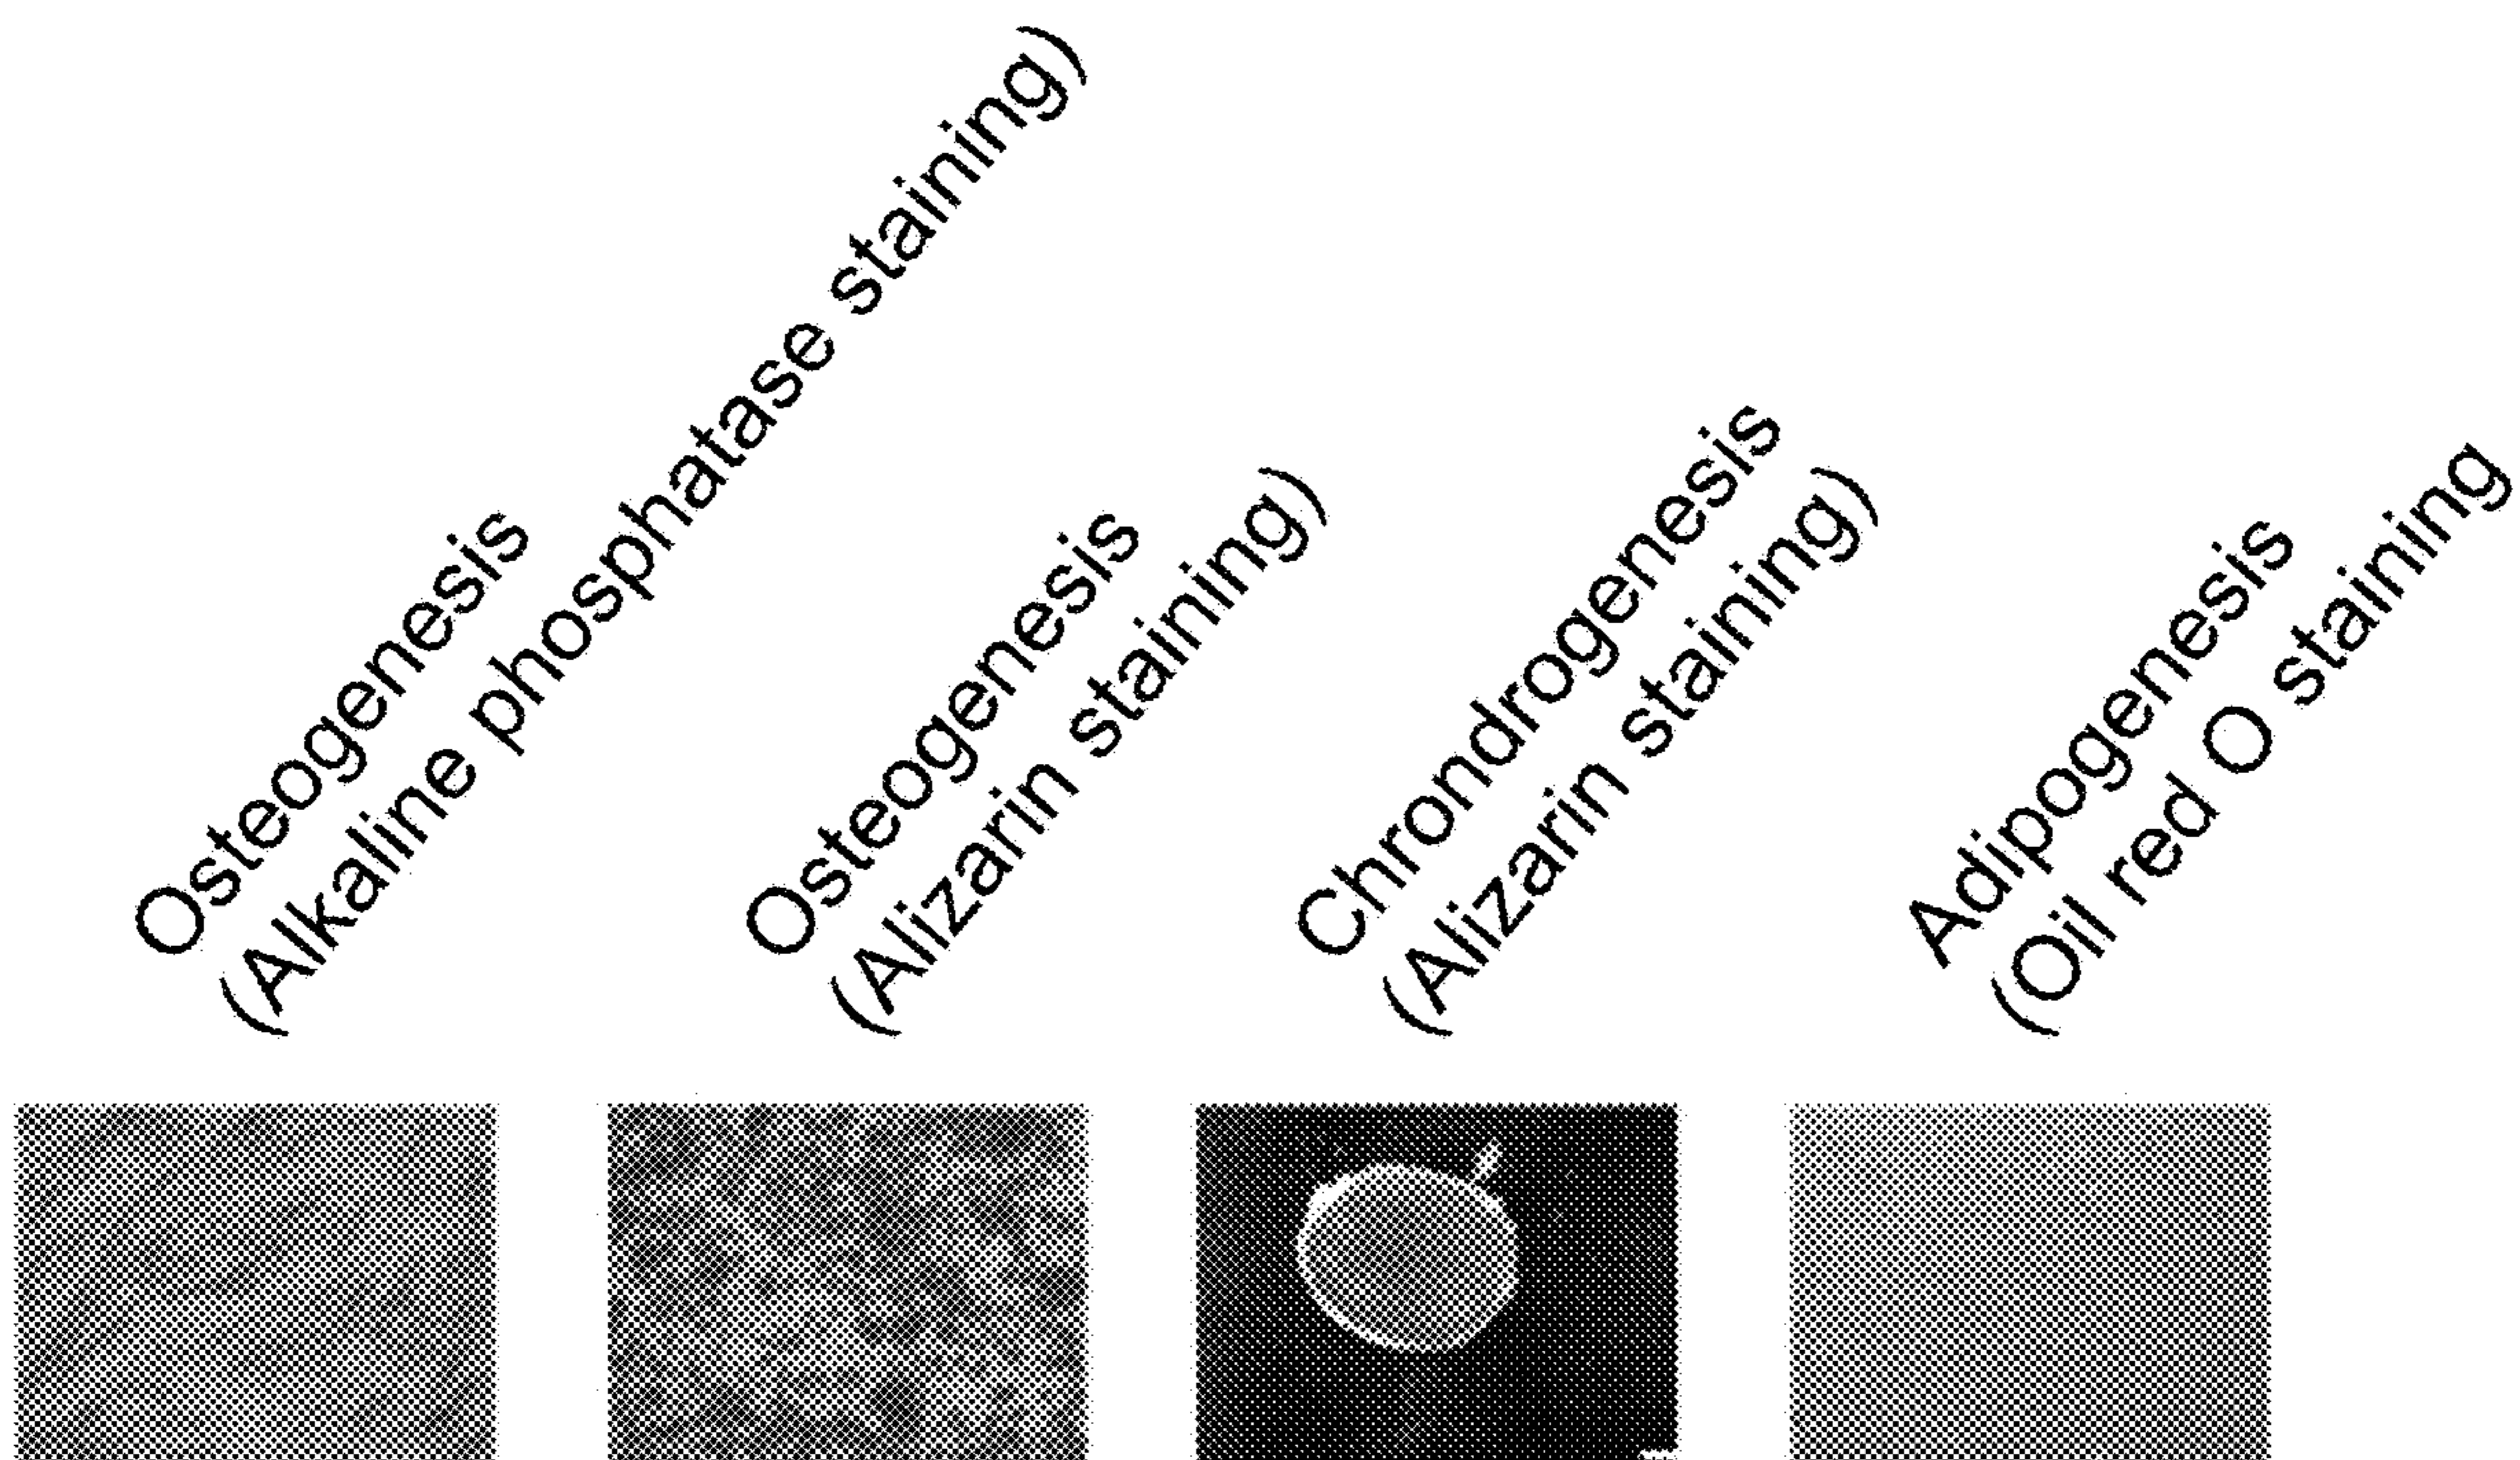 Osteogenesis
(Alkaline phosphatase staining)
Osteogenesis
(Alizarin staining)
Chrondrogenesis
(Alizarin staining)
Adipogenesis
(Oil red O staining